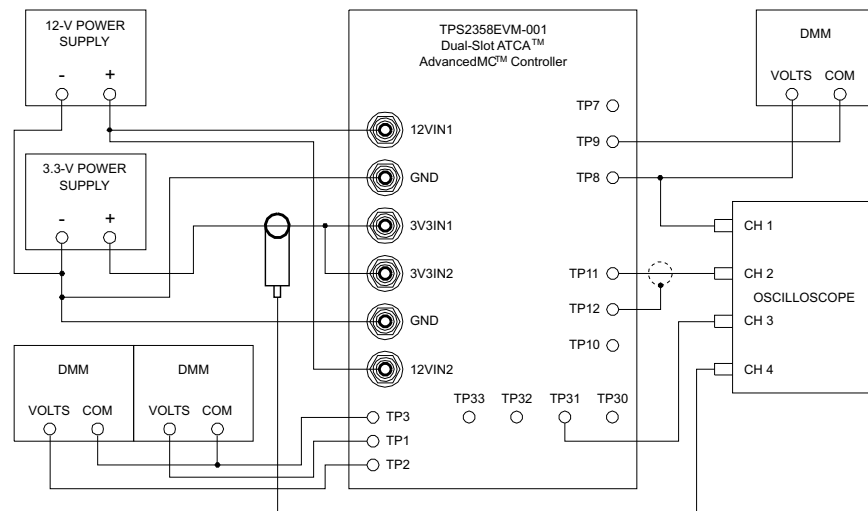 12-V POWER
SUPPLY
- +
3.3-V POWER
SUPPLY
- +
DMM
VOLTS COM
DMM
VOLTS COM
TPS2358EVM-001
Dual-Slot ATCA™
AdvancedMC™ Controller
12VIN1
GND
3V3IN1
3V3IN2
GND
12VIN2
TP3
TP1
TP2
TP7
TP9
TP8
TP11
TP12
TP10
TP33 TP32 TP31 TP30
DMM
VOLTS COM
CH 1
CH 2
OSCILLOSCOPE
CH 3
CH 4